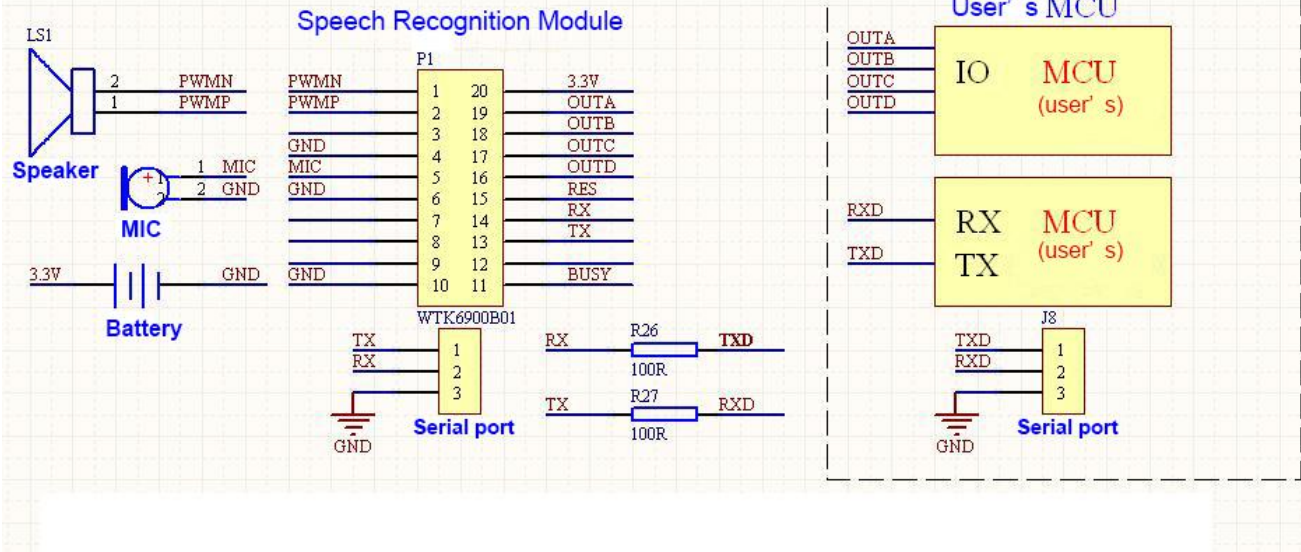 Speech Recognition Module
User' s MCU
LS1
2 PWMN
1 PWMP
Speaker
1 1 MIC
2 2 GND
+
MIC
3.3V GND
Battery
P1
PWMN 1 20 3.3V
PWMP 2 19 OUTA
3 18 OUTB
GND 4 17 OUTC
MIC 5 16 OUTD
GND 6 15 RES
7 14 RX
8 13 TX
9 12
GND 10 11 BUSY
WTK6900B01
TX 1
RX 2
3
GND
Serial port
RX R26 TXD
100R
TX R27 RXD
100R
OUTA
OUTB
OUTC
OUTD
IO MCU
(user' s)
RXD RX MCU
(user' s)
TXD TX
J8
TXD 1
RXD 2
3
GND
Serial port